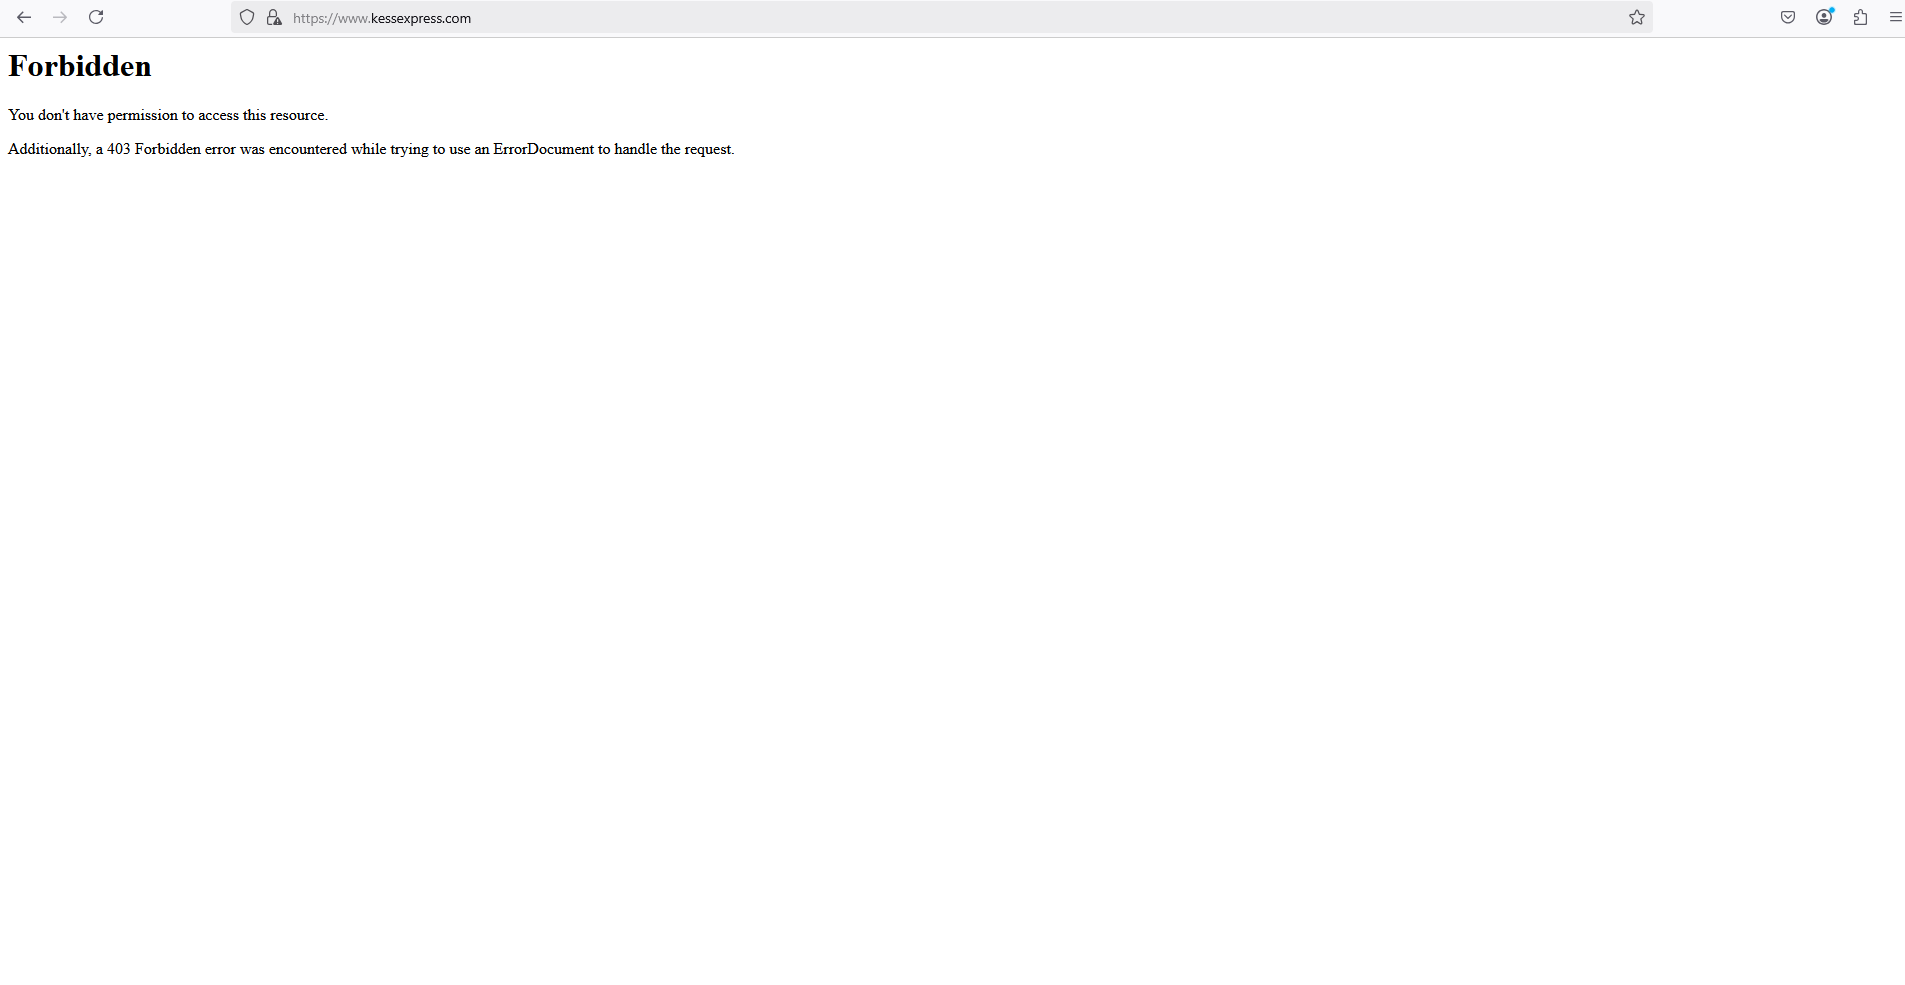 https://www.kessexpress.com
Forbidden
You don't have permission to access this resource.
Additionally, a 403 Forbidden error was encountered while trying to use an ErrorDocument to handle the request.